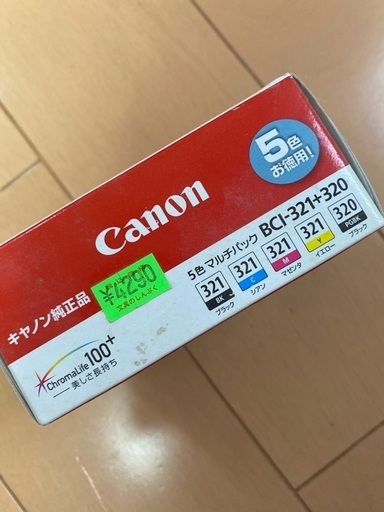 Canon
5色
お徳用!
キヤノン純正品
¥4290
文具のしんぷく
5色マルチパック BCI-321+320
321 321 321 321 320
BK C M Y PGBK
ブラック シアン マゼンタ イエロー ブラック
ChromaLife100+
美しさ長持ち